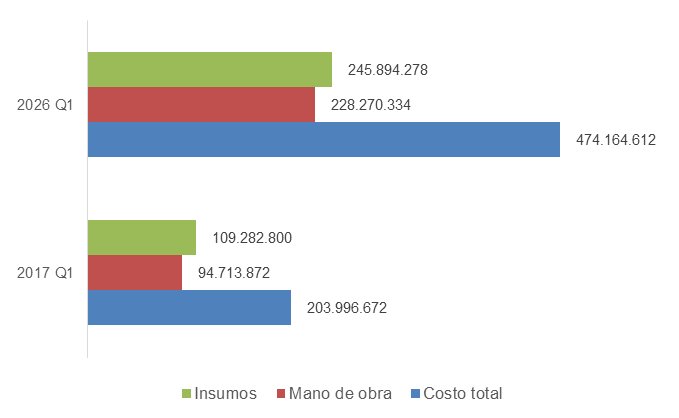 245.894.278
2026 Q1
228.270.334
474.164.612
109.282.800
2017 Q1
94.713.872
203.996.672
Insumos
Mano de obra
Costo total